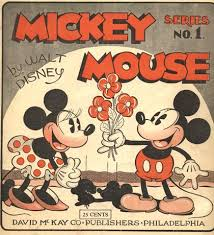 MICKEY
SERIES
NO. 1
by WALT
DISNEY
MOUSE
25 CENTS
DAVID McKAY CO · PUBLISHERS · PHILADELPHIA